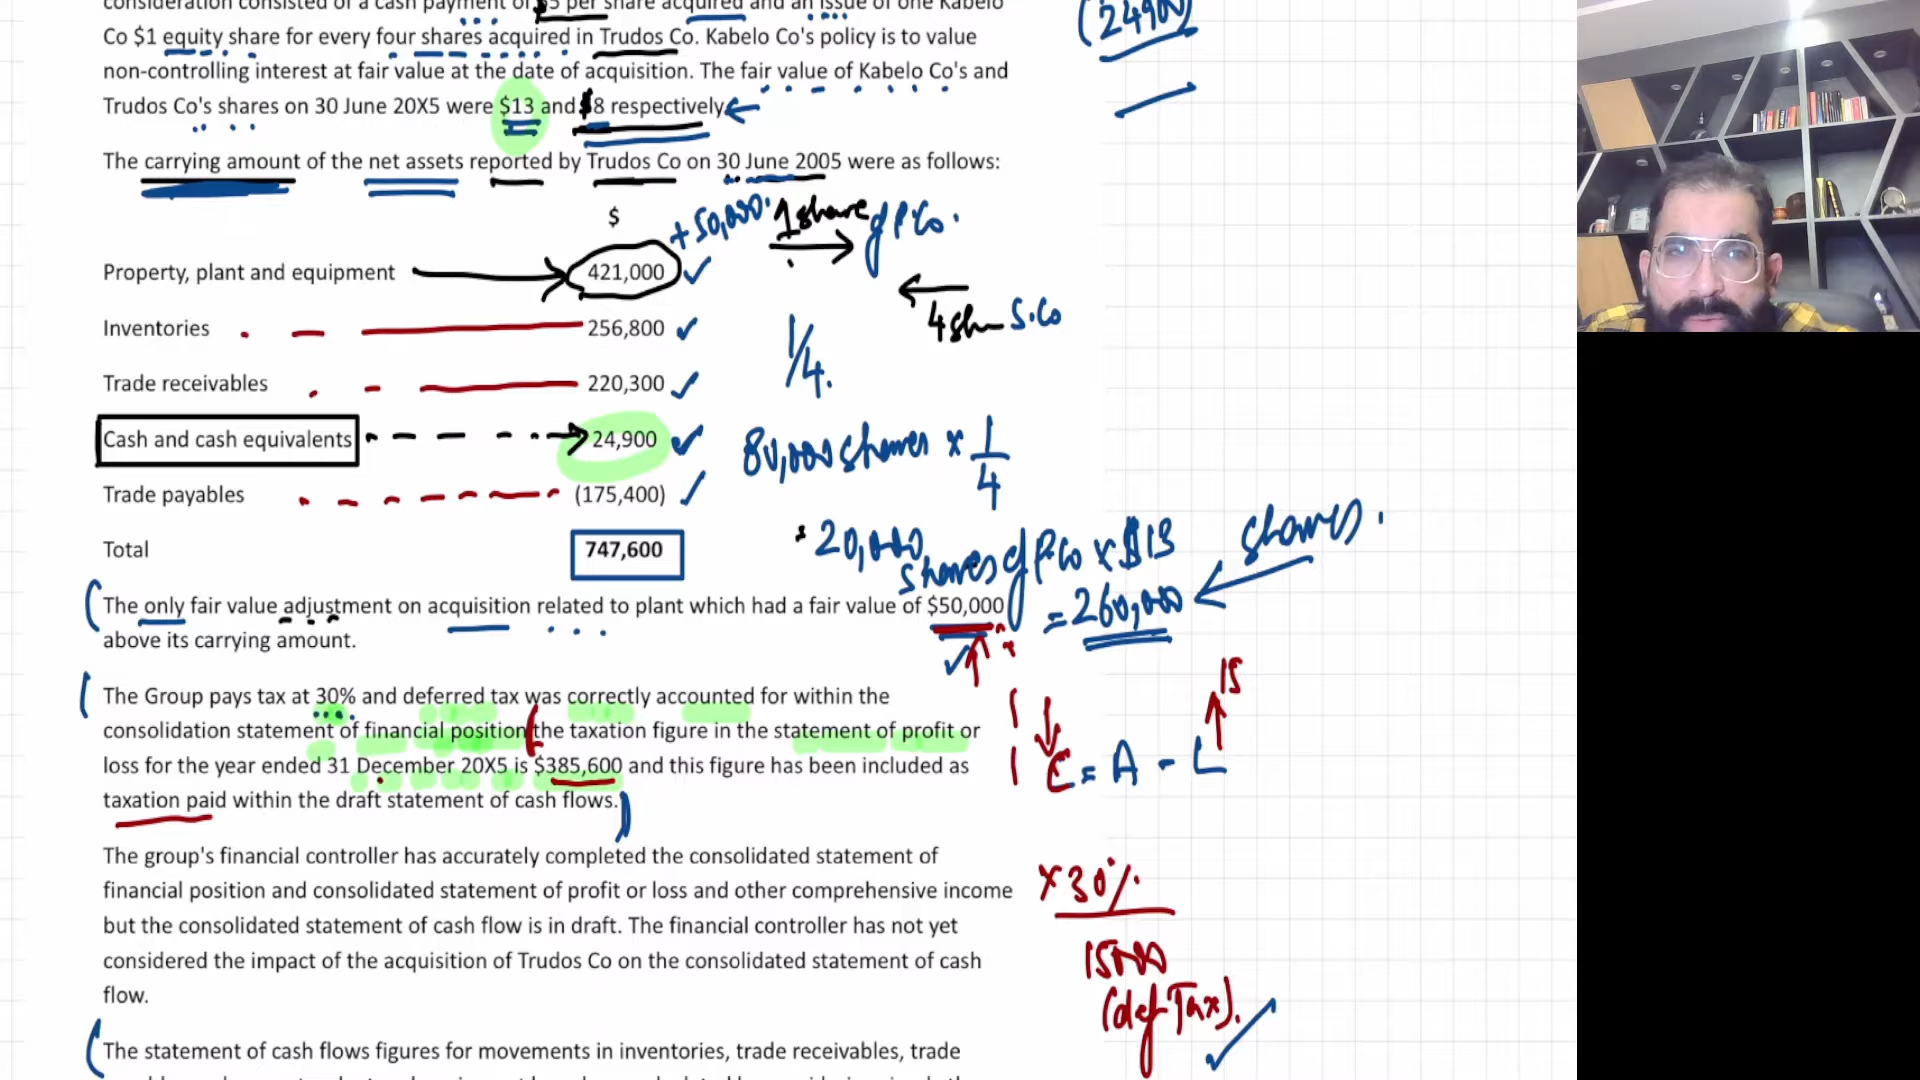 consideration consisted of a cash payment of $5 per share acquired and an issue of one Kabelo
Co $1 equity share for every four shares acquired in Trudos Co. Kabelo Co's policy is to value
non-controlling interest at fair value at the date of acquisition. The fair value of Kabelo Co's and
Trudos Co's shares on 30 June 20X5 were $13 and $8 respectively
The carrying amount of the net assets reported by Trudos Co on 30 June 2005 were as follows:
$
Property, plant and equipment 421,000
Inventories 256,800
Trade receivables 220,300
Cash and cash equivalents 24,900
Trade payables (175,400)
Total 747,600
The only fair value adjustment on acquisition related to plant which had a fair value of $50,000
above its carrying amount.
The Group pays tax at 30% and deferred tax was correctly accounted for within the
consolidation statement of financial position the taxation figure in the statement of profit or
loss for the year ended 31 December 20X5 is $385,600 and this figure has been included as
taxation paid within the draft statement of cash flows.
The group's financial controller has accurately completed the consolidated statement of
financial position and consolidated statement of profit or loss and other comprehensive income
but the consolidated statement of cash flow is in draft. The financial controller has not yet
considered the impact of the acquisition of Trudos Co on the consolidated statement of cash
flow.
The statement of cash flows figures for movements in inventories, trade receivables, trade
(24900)
+50,000.
1 share of P.Co.
4 sh S.Co
1/4.
80,000 shares × 1/4
20,000 shares of P.Co × $13
= 260,000
shares.
15
= A - L
×30%
15000
(def Tax).